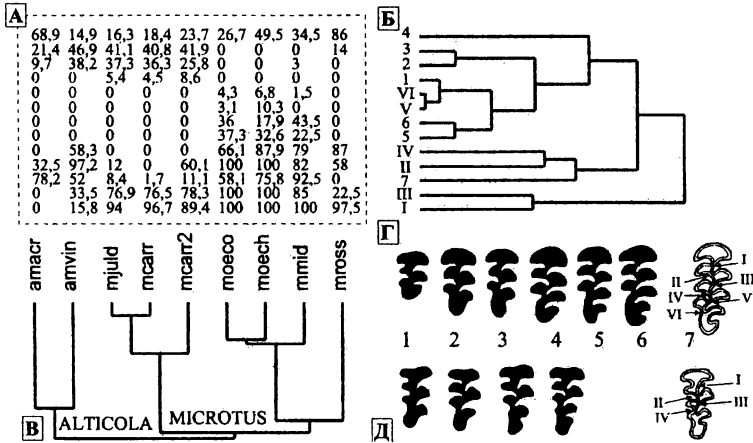 А
68,9 14,9 16,3 18,4 23,7 26,7 49,5 34,5 86
21,4 46,9 41,1 40,8 41,9 0 0 0 14
9,7 38,2 37,3 36,3 25,8 0 0 3 0
0 0 5,4 4,5 8,6 0 0 0 0
0 0 0 0 0 4,3 6,8 1,5 0
0 0 0 0 0 3,1 10,3 0 0
0 0 0 0 0 36 17,9 43,5 0
0 0 0 0 0 37,3 32,6 22,5 0
0 58,3 0 0 0 66,1 87,9 79 87
32,5 97,2 12 0 60,1 100 100 82 58
78,2 52 8,4 1,7 11,1 58,1 75,8 92,5 0
0 33,5 76,9 76,5 78,3 100 100 85 22,5
0 15,8 94 96,7 89,4 100 100 100 97,5
Б
4
3
2
1
VI
V
6
5
IV
II
7
III
I
amacr amvin mjuld mcarr mcarr2 moeco moech mmid mross
В
ALTICOLA MICROTUS
Г
I
II III
IV V
VI
1 2 3 4 5 6 7
Д
I
II III
IV